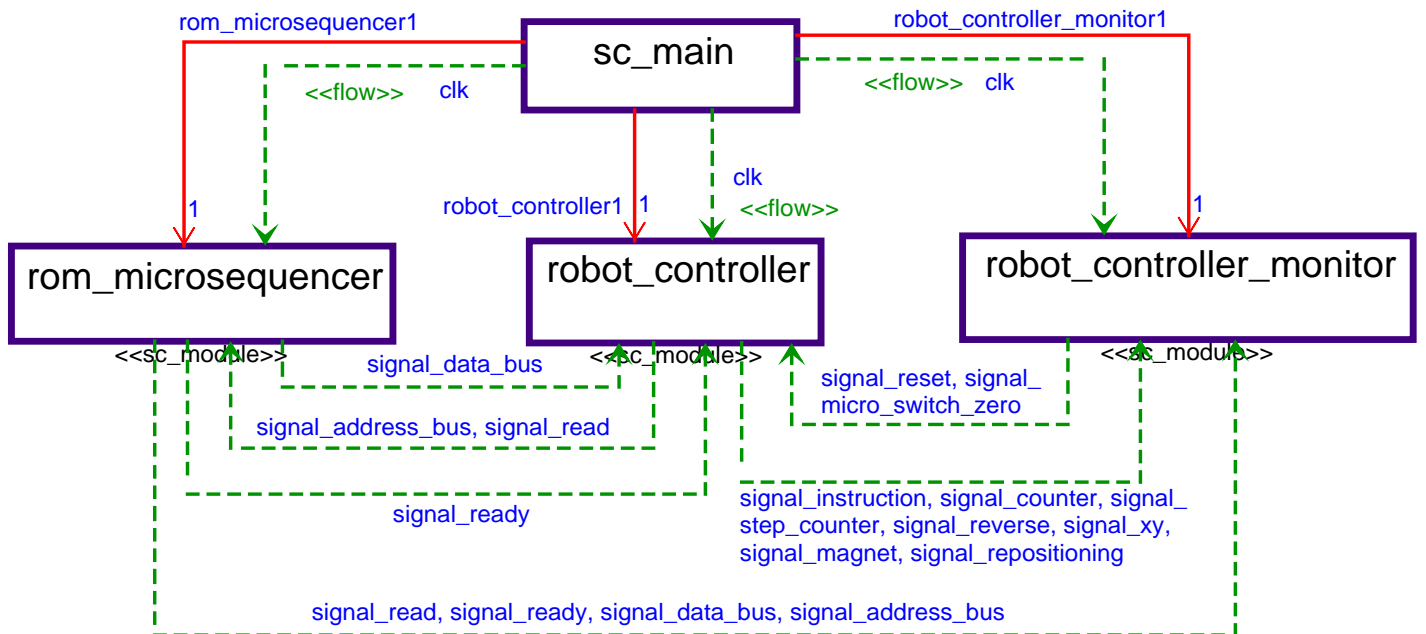 rom_microsequencer1
robot_controller_monitor1
sc_main
<<flow>> clk
<<flow>> clk
clk
1
robot_controller1 1
<<flow>>
1
rom_microsequencer
robot_controller
robot_controller_monitor
<<sc_module>>
<<sc_module>>
<<sc_module>>
signal_data_bus
signal_reset, signal_
micro_switch_zero
signal_address_bus, signal_read
signal_ready
signal_instruction, signal_counter, signal_
step_counter, signal_reverse, signal_xy,
signal_magnet, signal_repositioning
signal_read, signal_ready, signal_data_bus, signal_address_bus